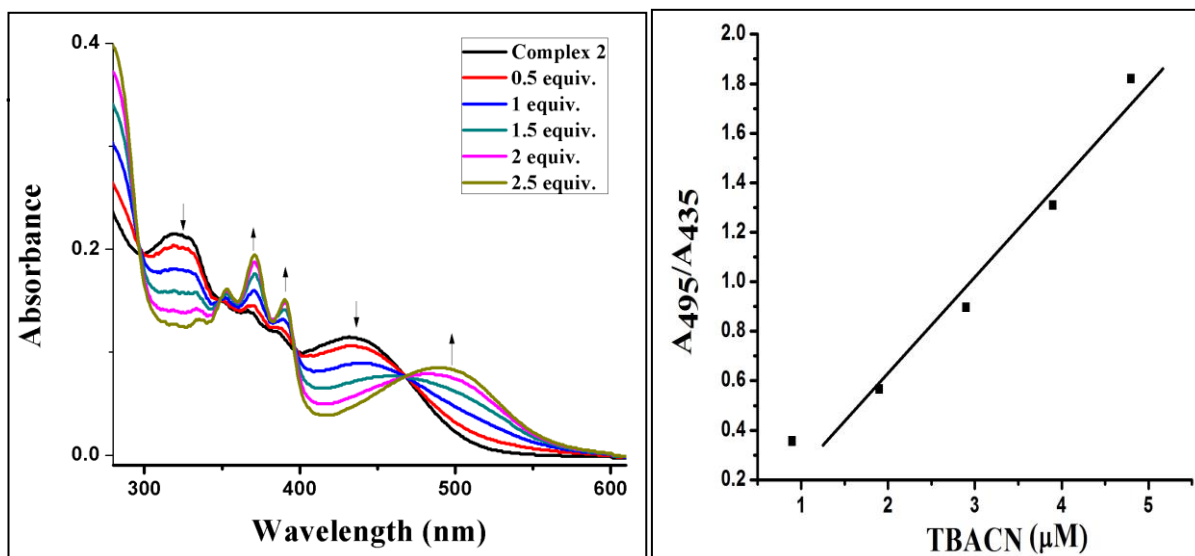 0.4
0.2
0.0
Absorbance
300
400
500
600
Wavelength (nm)
Complex 2
0.5 equiv.
1 equiv.
1.5 equiv.
2 equiv.
2.5 equiv.
2.0
1.8
1.6
1.4
1.2
1.0
0.8
0.6
0.4
0.2
A495/A435
1
2
3
4
5
TBACN (μM)